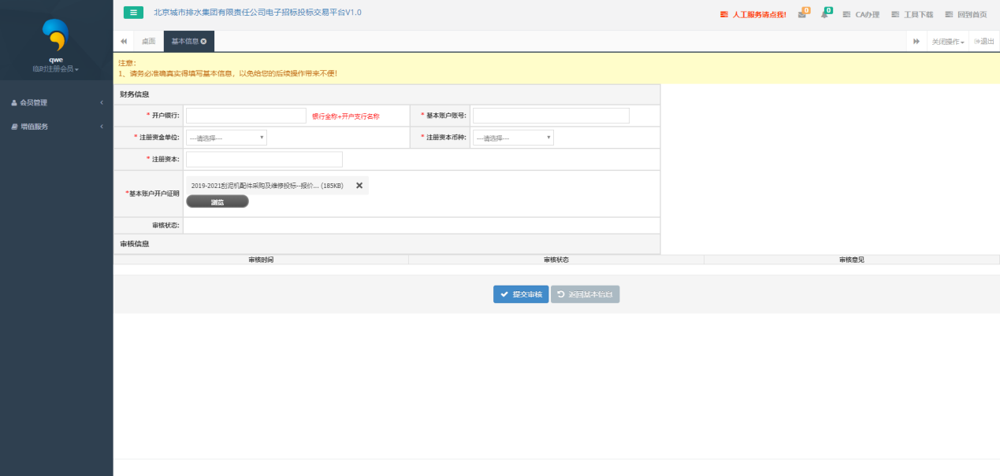 北京城市排水集团有限责任公司电子招标投标交易平台V1.0
人工服务请点我!
0
0
CA办理
工具下载
回到首页
qwe
临时注册会员
桌面
基本信息
关闭操作
退出
注意:
1、请务必准确真实得填写基本信息，以免给您的后续操作带来不便!
会员管理
增值服务
财务信息
* 开户银行:
银行全称+开户支行名称
* 基本账户账号:
* 注册资金单位:
---请选择---
* 注册资本币种:
---请选择---
* 注册资本:
*基本账户开户证明
2019-2021刮泥机配件采购及维修投标--报价... (185KB)
浏览
审核状态:
审核信息
审核时间
审核状态
审核意见
提交审核
返回基本信息